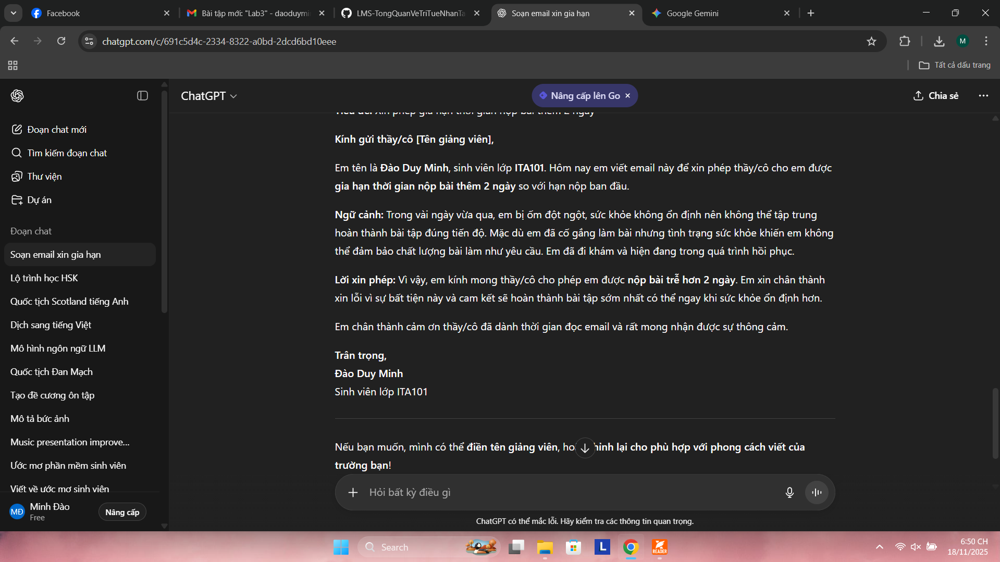 Facebook
Bài tập mới: "Lab3" - daoduymi
LMS-TongQuanVeTriTueNhanTa
Soạn email xin gia hạn
Google Gemini
chatgpt.com/c/691c5d4c-2334-8322-a0bd-2dcd6bd10eee
M
Tất cả dấu trang
ChatGPT
Nâng cấp lên Go
Chia sẻ
Đoạn chat mới
Tìm kiếm đoạn chat
Thư viện
Dự án
Đoạn chat
Soạn email xin gia hạn
Lộ trình học HSK
Quốc tịch Scotland tiếng Anh
Dịch sang tiếng Việt
Mô hình ngôn ngữ LLM
Quốc tịch Đan Mạch
Tạo đề cương ôn tập
Mô tả bức ảnh
Music presentation improve...
Ước mơ phần mềm sinh viên
Viết về ước mơ sinh viên
MĐ
Minh Đào
Free
Nâng cấp
Tiêu đề: Xin phép gia hạn thời gian nộp bài thêm 2 ngày
Kính gửi thầy/cô [Tên giảng viên],
Em tên là Đào Duy Minh, sinh viên lớp ITA101. Hôm nay em viết email này để xin phép thầy/cô cho em được
gia hạn thời gian nộp bài thêm 2 ngày so với hạn nộp ban đầu.
Ngữ cảnh: Trong vài ngày vừa qua, em bị ốm đột ngột, sức khỏe không ổn định nên không thể tập trung
hoàn thành bài tập đúng tiến độ. Mặc dù em đã cố gắng làm bài nhưng tình trạng sức khỏe khiến em không
thể đảm bảo chất lượng bài làm như yêu cầu. Em đã đi khám và hiện đang trong quá trình hồi phục.
Lời xin phép: Vì vậy, em kính mong thầy/cô cho phép em được nộp bài trễ hơn 2 ngày. Em xin chân thành
xin lỗi vì sự bất tiện này và cam kết sẽ hoàn thành bài tập sớm nhất có thể ngay khi sức khỏe ổn định hơn.
Em chân thành cảm ơn thầy/cô đã dành thời gian đọc email và rất mong nhận được sự thông cảm.
Trân trọng,
Đào Duy Minh
Sinh viên lớp ITA101
Nếu bạn muốn, mình có thể điền tên giảng viên, ho hỉnh lại cho phù hợp với phong cách viết của
trường bạn!
Hỏi bất kỳ điều gì
ChatGPT có thể mắc lỗi. Hãy kiểm tra các thông tin quan trọng.
Search
L
READER
6:50 CH
18/11/2025